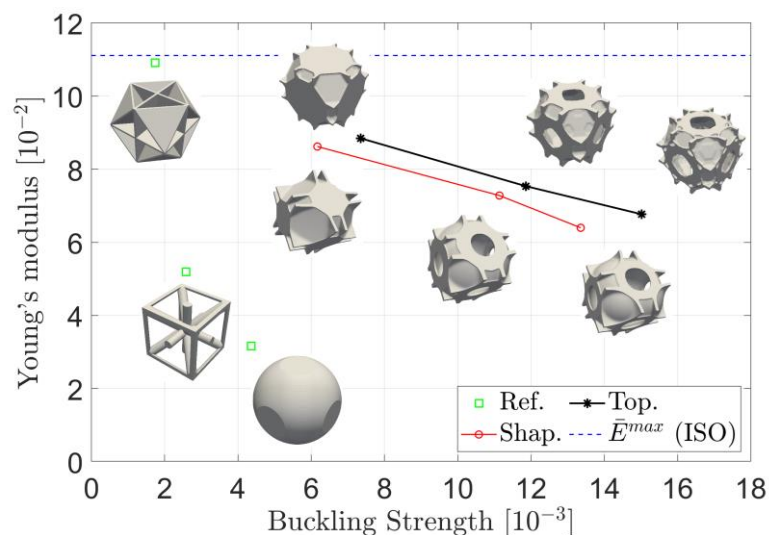 12
10
8
6
4
2
0
Young's modulus [10⁻²]
Ref. Top.
Shap. Ē^max (ISO)
0 2 4 6 8 10 12 14 16 18
Buckling Strength [10⁻³]